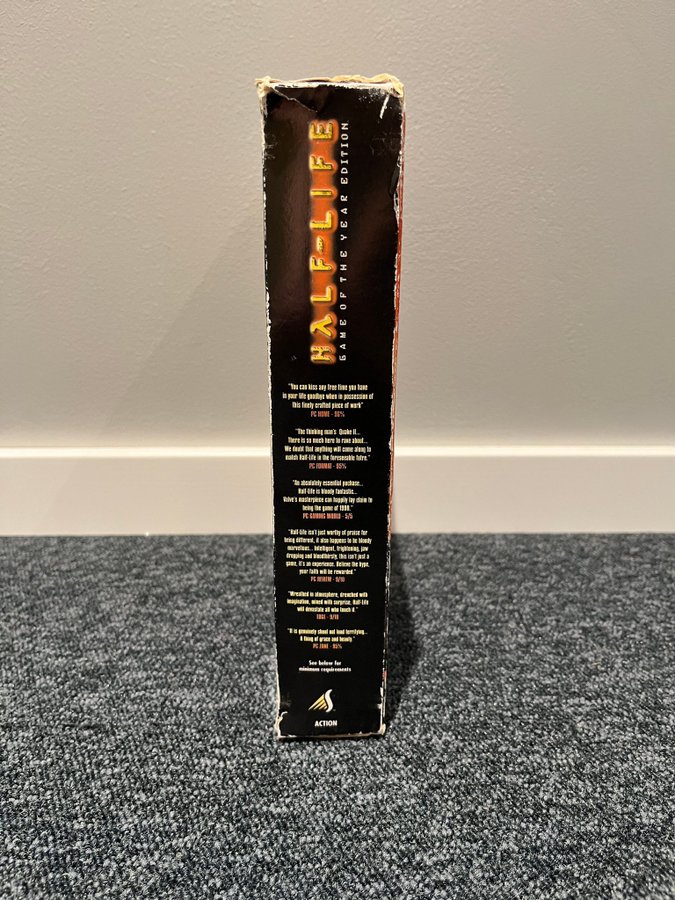 HALF-LIFE
GAME OF THE YEAR EDITION
"You can kiss any free time you have
in your life goodbye when in possession of
this finely crafted piece of work"
PC HOME - 96%
"The thinking man's Quake II...
There is so much here to rave about...
We doubt that anything will come along to
match Half-Life in the foreseeable futre."
PC FORMAT - 95%
"An absolutely essential puchase...
Half-Life is bloody fantastic...
Valve's masterpiece can happily lay claim to
being the game of 1998."
PC GAMING WORLD - 5/5
"Half-Life isn't just worthy of praise for
being different, it also happens to be bloody
marvellous... Intelligent, frightening, jaw
dropping and bloodthirsty, this isn't just a
game, it's an experience. Believe the hype,
your faith will be rewarded."
PC REVIEW - 9/10
"Wreathed in atmosphere, drenched with
imagination, mixed with surprise, Half-Life
will devastate all who touch it."
EDGE - 9/10
"It is genuinely shout out loud terrifying...
A thing of grace and beauty."
PC ZONE - 95%
See below for
minimum requirements
ACTION